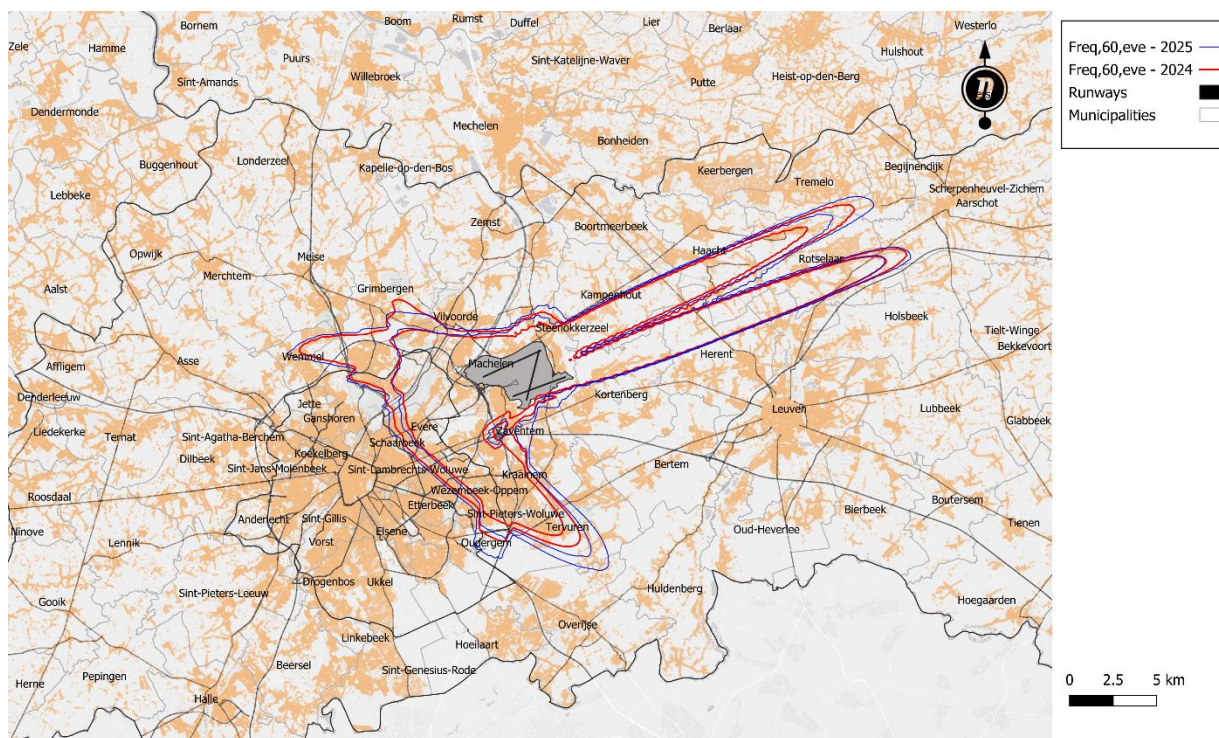 Bornem
Boom
Rumst
Duffel
Lier
Berlaar
Westerlo
Zele
Hamme
Puurs
Sint-Amands
Willebroek
Sint-Katelijne-Waver
Putte
Heist-op-den-Berg
Hulshout
Dendermonde
Mechelen
Bonheiden
Buggenhout
Londerzeel
Kapelle-op-den-Bos
Keerbergen
Tremelo
Begijnendijk
Scherpenheuvel-Zichem
Aarschot
Lebbeke
Zemst
Boortmeerbeek
Haacht
Rotselaar
Opwijk
Merchtem
Meise
Grimbergen
Aalst
Kampenhout
Vilvoorde
Steenokkerzeel
Holsbeek
Tielt-Winge
Bekkevoort
Affligem
Asse
Wemmel
Machelen
Herent
Denderleeuw
Jette
Ganshoren
Kortenberg
Leuven
Lubbeek
Glabbeek
Liedekerke
Ternat
Sint-Agatha-Berchem
Evere
Schaarbeek
Zaventem
Dilbeek
Koekelberg
Sint-Jans-Molenbeek
Sint-Lambrechts-Woluwe
Kraainem
Bertem
Roosdaal
Wezembeek-Oppem
Etterbeek
Boutersem
Bierbeek
Ninove
Lennik
Anderlecht
Sint-Gillis
Sint-Pieters-Woluwe
Tervuren
Elsene
Vorst
Oudergem
Oud-Heverlee
Tienen
Drogenbos
Ukkel
Sint-Pieters-Leeuw
Huldenberg
Hoegaarden
Gooik
Linkebeek
Overijse
Hoeilaart
Beersel
Sint-Genesius-Rode
Pepingen
Herne
Halle
Freq,60,eve - 2025
Freq,60,eve - 2024
Runways
Municipalities
n
0 2.5 5 km